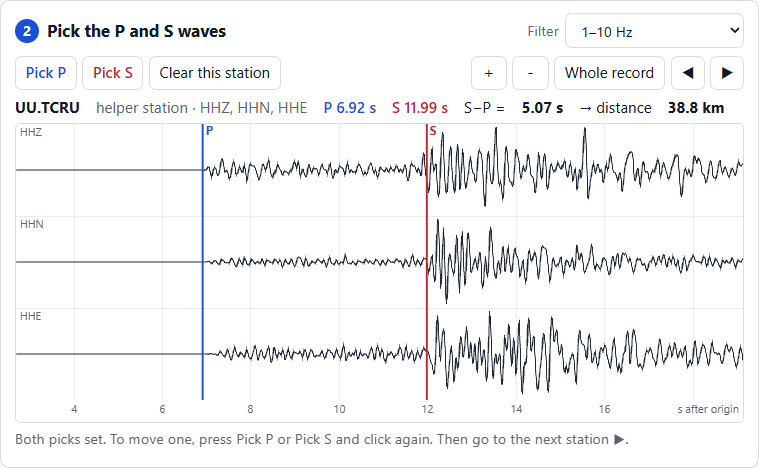 2 Pick the P and S waves Filter 1–10 Hz
Pick P Pick S Clear this station + - Whole record ◀ ▶
UU.TCRU helper station · HHZ, HHN, HHE P 6.92 s S 11.99 s S–P = 5.07 s → distance 38.8 km
P S
HHZ
HHN
HHE
4 6 8 10 12 14 16 s after origin
Both picks set. To move one, press Pick P or Pick S and click again. Then go to the next station ▶.